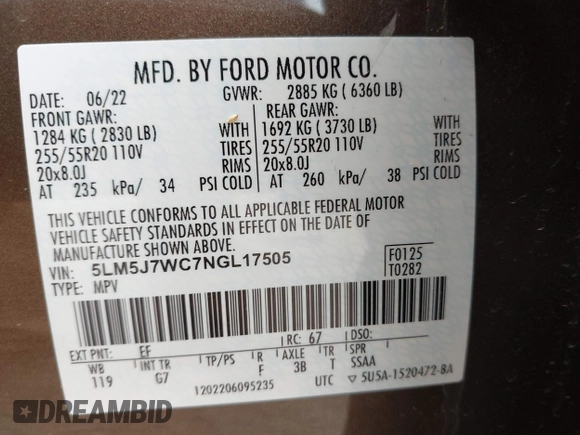 MFD. BY FORD MOTOR CO.
DATE: 06/22 GVWR: 2885 KG ( 6360 LB)
FRONT GAWR: REAR GAWR:
1284 KG ( 2830 LB) WITH 1692 KG ( 3730 LB) WITH
255/55R20 110V TIRES 255/55R20 110V TIRES
20x8.0J RIMS 20x8.0J RIMS
AT 235 kPa/ 34 PSI COLD AT 260 kPa/ 38 PSI COLD
THIS VEHICLE CONFORMS TO ALL APPLICABLE FEDERAL MOTOR
VEHICLE SAFETY STANDARDS IN EFFECT ON THE DATE OF
MANUFACTURE SHOWN ABOVE.
VIN: 5LM5J7WC7NGL17505 F0125
TYPE: MPV T0282
EXT PNT: EF RC: 67 DSO:
WB INT TR TP/PS R AXLE TR SPR
119 G7 F 3B T SSAA
1202206095235 UTC ▽ 5U5A-1520472-BA
DREAMBID